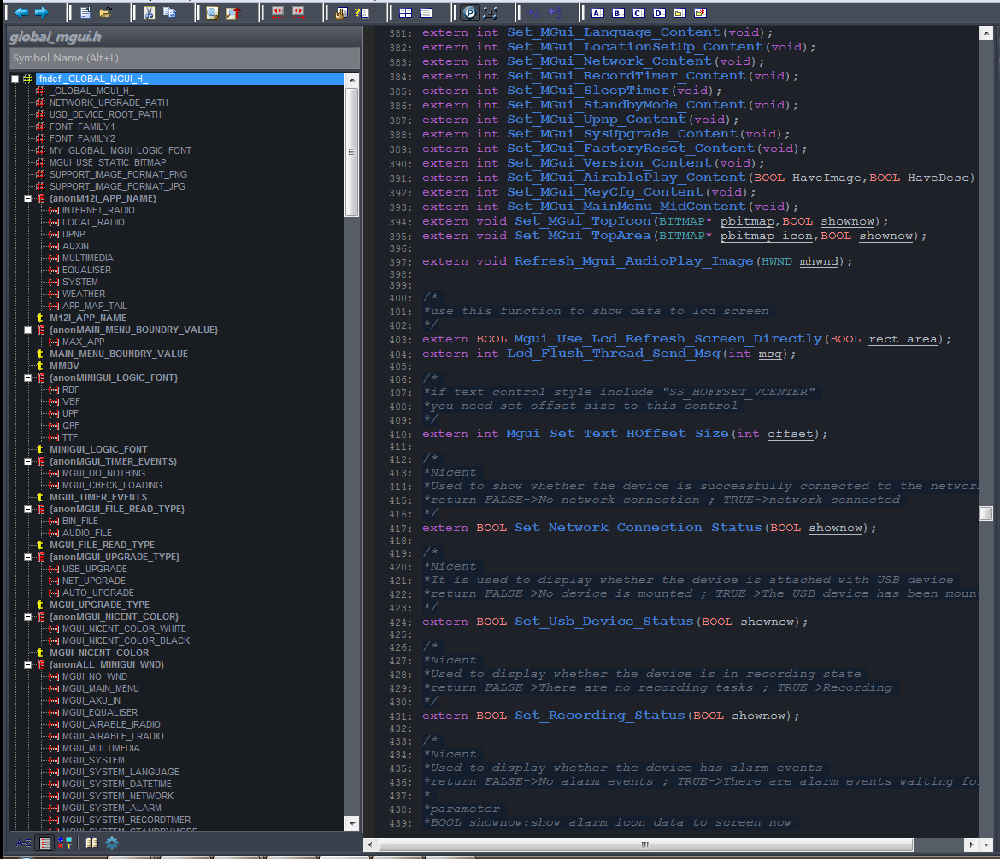 A: B: C: D:
global_mgui.h
Symbol Name (Alt+L)
ifndef _GLOBAL_MGUI_H_
_GLOBAL_MGUI_H_
NETWORK_UPGRADE_PATH
USB_DEVICE_ROOT_PATH
FONT_FAMILY1
FONT_FAMILY2
MY_GLOBAL_MGUI_LOGIC_FONT
MGUI_USE_STATIC_BITMAP
SUPPORT_IMAGE_FORMAT_PNG
SUPPORT_IMAGE_FORMAT_JPG
{anonM12I_APP_NAME}
INTERNET_RADIO
LOCAL_RADIO
UPNP
AUXIN
MULTIMEDIA
EQUALISER
SYSTEM
WEATHER
APP_MAP_TAIL
M12I_APP_NAME
{anonMAIN_MENU_BOUNDRY_VALUE}
MAX_APP
MAIN_MENU_BOUNDRY_VALUE
MMBV
{anonMINIGUI_LOGIC_FONT}
RBF
VBF
UPF
QPF
TTF
MINIGUI_LOGIC_FONT
{anonMGUI_TIMER_EVENTS}
MGUI_DO_NOTHING
MGUI_CHECK_LOADING
MGUI_TIMER_EVENTS
{anonMGUI_FILE_READ_TYPE}
BIN_FILE
AUDIO_FILE
MGUI_FILE_READ_TYPE
{anonMGUI_UPGRADE_TYPE}
USB_UPGRADE
NET_UPGRADE
AUTO_UPGRADE
MGUI_UPGRADE_TYPE
{anonMGUI_NICENT_COLOR}
MGUI_NICENT_COLOR_WHITE
MGUI_NICENT_COLOR_BLACK
MGUI_NICENT_COLOR
{anonALL_MINIGUI_WND}
MGUI_NO_WND
MGUI_MAIN_MENU
MGUI_AXU_IN
MGUI_EQUALISER
MGUI_AIRABLE_IRADIO
MGUI_AIRABLE_LRADIO
MGUI_MULTIMEDIA
MGUI_SYSTEM
MGUI_SYSTEM_LANGUAGE
MGUI_SYSTEM_DATETIME
MGUI_SYSTEM_NETWORK
MGUI_SYSTEM_ALARM
MGUI_SYSTEM_RECORDTIMER
MGUI_SYSTEM_STANDBYMODE
A-Z
381: extern int Set_MGui_Language_Content(void);
382: extern int Set_MGui_LocationSetUp_Content(void);
383: extern int Set_MGui_Network_Content(void);
384: extern int Set_MGui_RecordTimer_Content(void);
385: extern int Set_MGui_SleepTimer(void);
386: extern int Set_MGui_StandbyMode_Content(void);
387: extern int Set_MGui_Upnp_Content(void);
388: extern int Set_MGui_SysUpgrade_Content(void);
389: extern int Set_MGui_FactoryReset_Content(void);
390: extern int Set_MGui_Version_Content(void);
391: extern int Set_MGui_AirablePlay_Content(BOOL HaveImage,BOOL HaveDesc)
392: extern int Set_MGui_KeyCfg_Content(void);
393: extern int Set_MGui_MainMenu_MidContent(void);
394: extern void Set_MGui_TopIcon(BITMAP* pbitmap,BOOL shownow);
395: extern void Set_MGui_TopArea(BITMAP* pbitmap_icon,BOOL shownow);
396:
397: extern void Refresh_Mgui_AudioPlay_Image(HWND mhwnd);
398:
399:
400: /*
401: *use this function to show data to lcd screen
402: */
403: extern BOOL Mgui_Use_Lcd_Refresh_Screen_Directly(BOOL rect_area);
404: extern int Lcd_Flush_Thread_Send_Msg(int msg);
405:
406: /*
407: *if text control style include "SS_HOFFSET_VCENTER"
408: *you need set offset size to this control
409: */
410: extern int Mgui_Set_Text_HOffset_Size(int offset);
411:
412: /*
413: *Nicent
414: *Used to show whether the device is successfully connected to the networ
415: *return FALSE->No network connection ; TRUE->network connected
416: */
417: extern BOOL Set_Network_Connection_Status(BOOL shownow);
418:
419: /*
420: *Nicent
421: *It is used to display whether the device is attached with USB device
422: *return FALSE->No device is mounted ; TRUE->The USB device has been moun
423: */
424: extern BOOL Set_Usb_Device_Status(BOOL shownow);
425:
426: /*
427: *Nicent
428: *Used to display whether the device is in recording state
429: *return FALSE->There are no recording tasks ; TRUE->Recording
430: */
431: extern BOOL Set_Recording_Status(BOOL shownow);
432:
433: /*
434: *Nicent
435: *Used to display whether the device has alarm events
436: *return FALSE->No alarm events ; TRUE->There are alarm events waiting fo
437: *
438: *parameter
439: *BOOL shownow:show alarm icon data to screen now